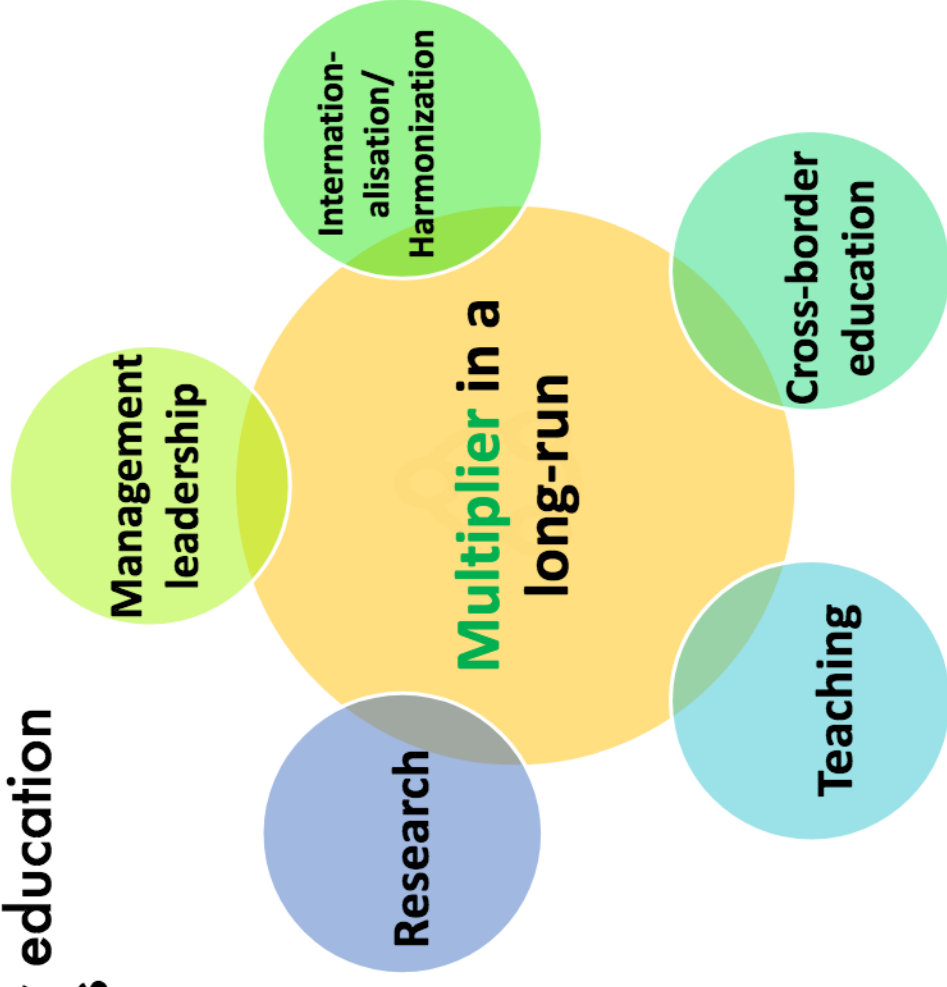 education
Management
leadership
Internation-
alisation/
Harmonization
Cross-border
education
Teaching
Research
Multiplier in a
long-run